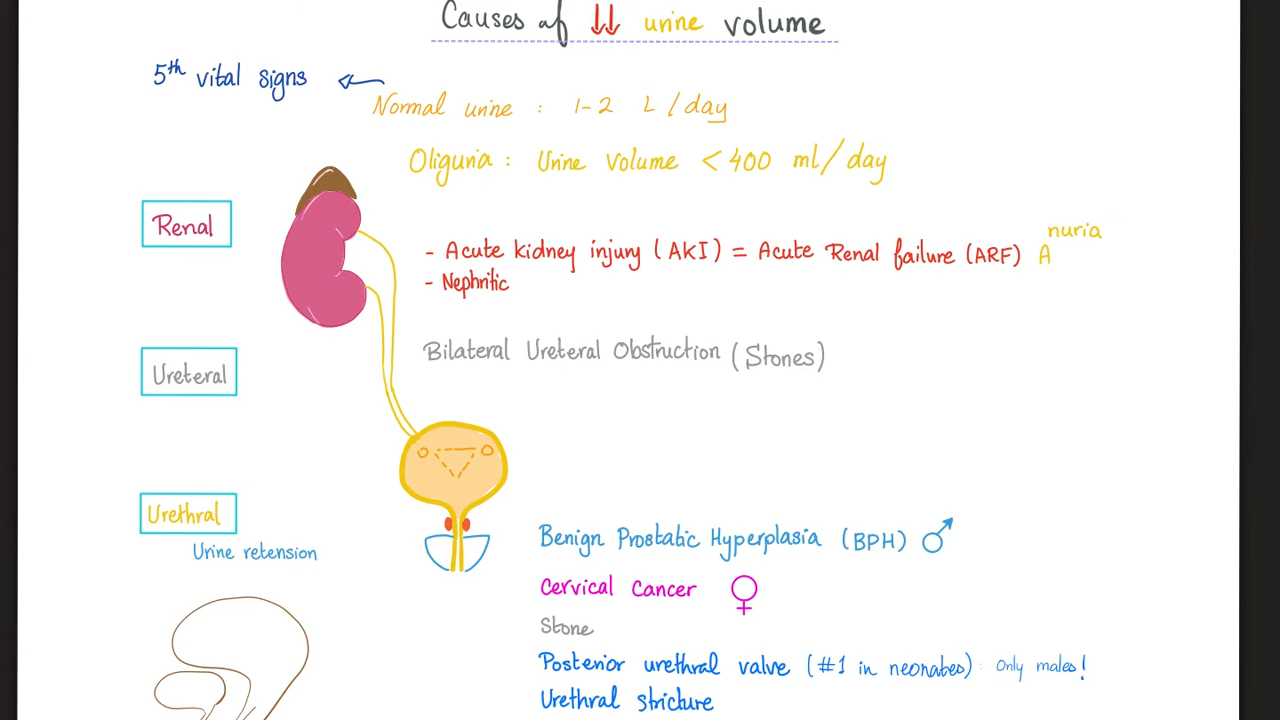 Causes of ↓↓ urine volume
5th vital signs ←
Normal urine : 1-2 L / day
Oliguria : Urine volume < 400 ml/day
Renal
nuria
- Acute kidney injury (AKI) = Acute Renal failure (ARF) A
- Nephritic
Bilateral Ureteral Obstruction (Stones)
Ureteral
Urethral
Urine retension
Benign Prostatic Hyperplasia (BPH) ♂
Cervical Cancer ♀
Stone
Posterior urethral valve (#1 in neonates) : Only males!
Urethral stricture